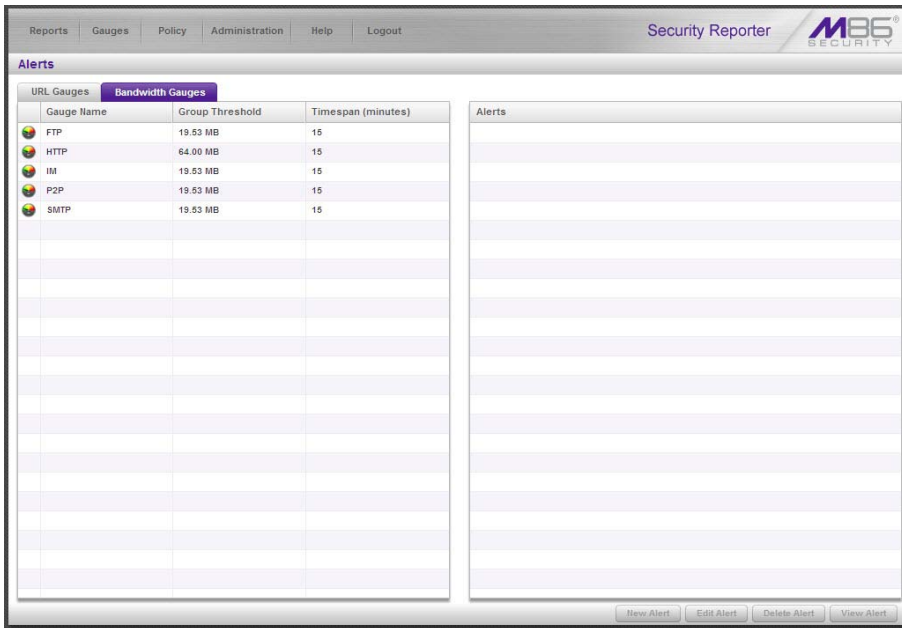 Reports Gauges Policy Administration Help Logout Security Reporter M86® SECURITY
Alerts
URL Gauges Bandwidth Gauges
Gauge Name Group Threshold Timespan (minutes) Alerts
FTP 19.53 MB 15
HTTP 64.00 MB 15
IM 19.53 MB 15
P2P 19.53 MB 15
SMTP 19.53 MB 15
New Alert Edit Alert Delete Alert View Alert